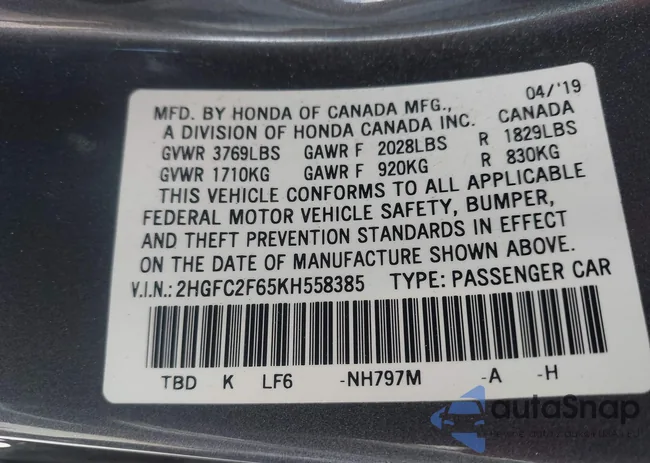 04/'19
MFD. BY HONDA OF CANADA MFG., CANADA
A DIVISION OF HONDA CANADA INC.
GVWR 3769LBS GAWR F 2028LBS R 1829LBS
GVWR 1710KG GAWR F 920KG R 830KG
THIS VEHICLE CONFORMS TO ALL APPLICABLE
FEDERAL MOTOR VEHICLE SAFETY, BUMPER,
AND THEFT PREVENTION STANDARDS IN EFFECT
ON THE DATE OF MANUFACTURE SHOWN ABOVE.
V.I.N.: 2HGFC2F65KH558385 TYPE: PASSENGER CAR
TBD K LF6 -NH797M -A -H
autoSnap